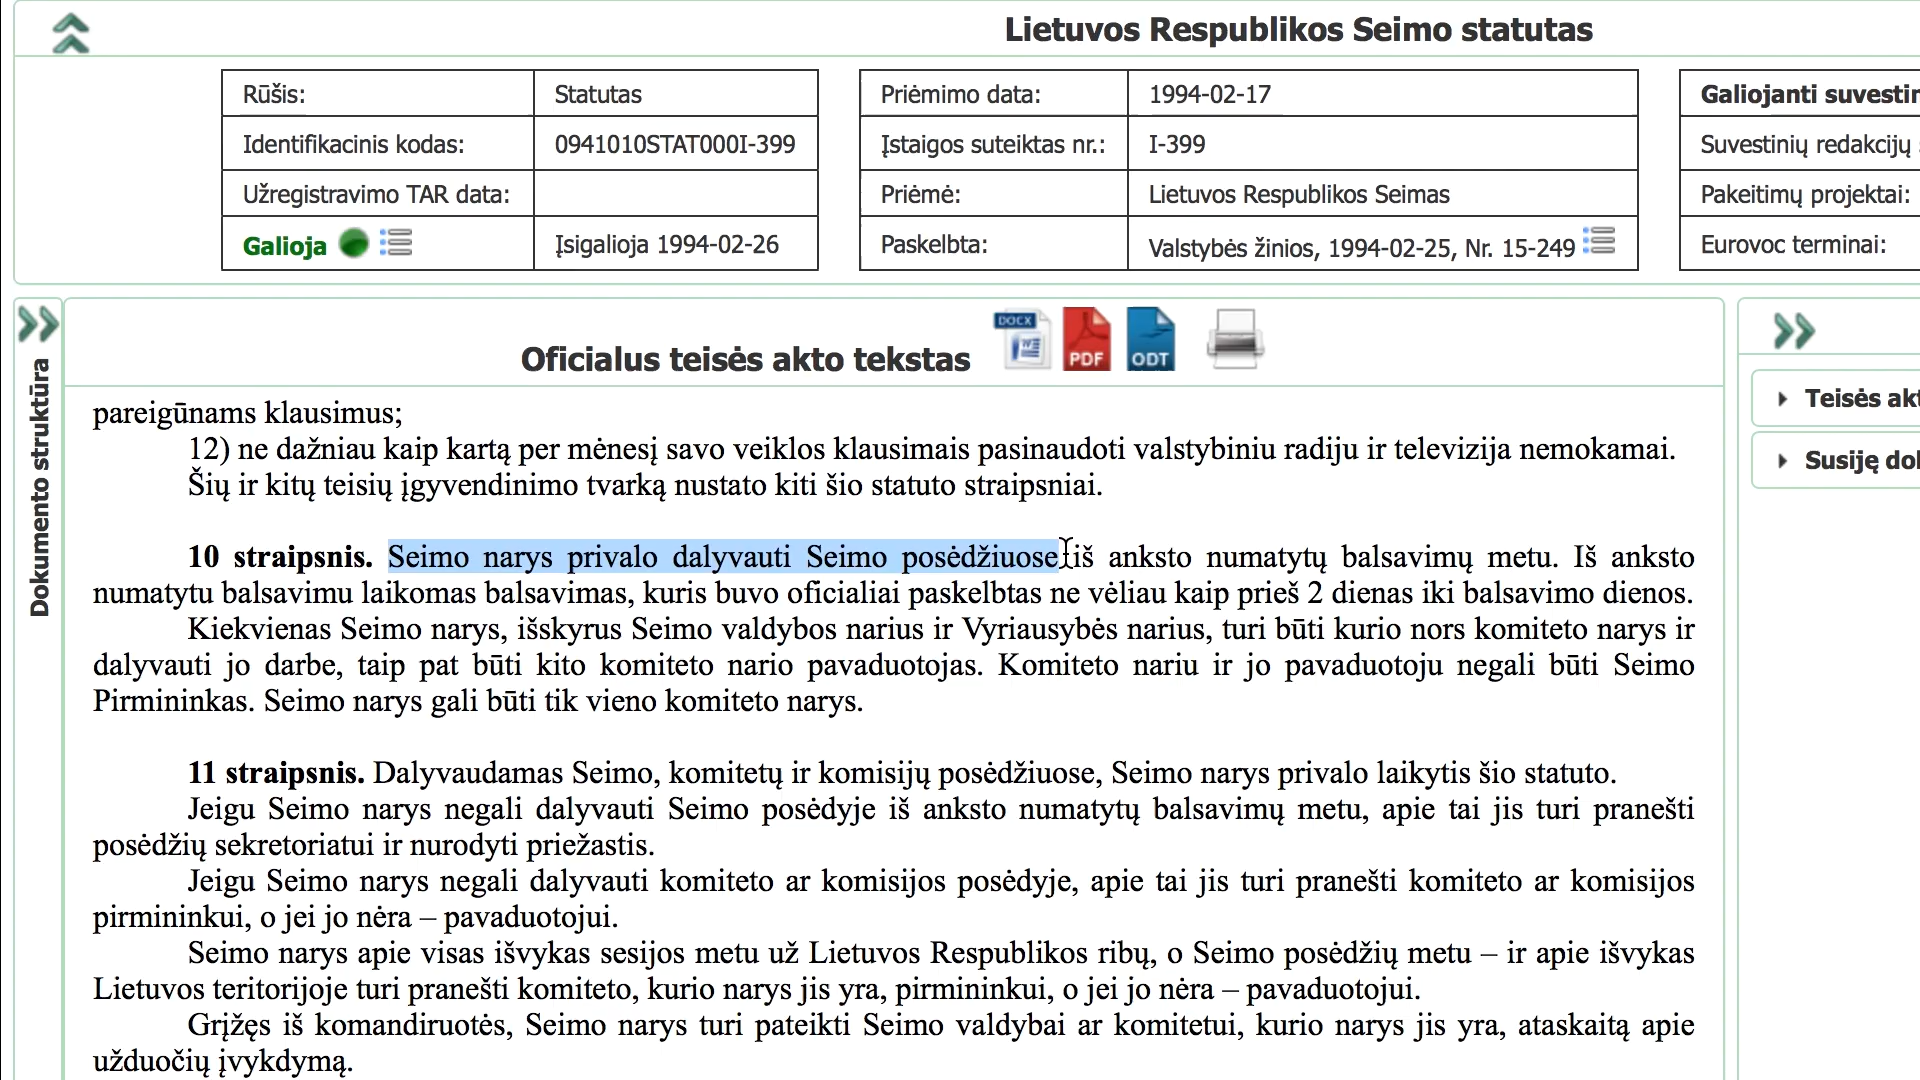 Lietuvos Respublikos Seimo statutas
Rūšis: Statutas
Identifikacinis kodas: 0941010STAT000I-399
Užregistravimo TAR data:
Galioja Įsigalioja 1994-02-26
Priėmimo data: 1994-02-17
Įstaigos suteiktas nr.: I-399
Priėmė: Lietuvos Respublikos Seimas
Paskelbta: Valstybės žinios, 1994-02-25, Nr. 15-249
Galiojanti
Suvestinių redakcijų
Pakeitimų projektai:
Eurovoc terminai:
Dokumento struktūra
Oficialus teisės akto tekstas
DOCX
W
PDF
ODT
pareigūnams klausimus;
12) ne dažniau kaip kartą per mėnesį savo veiklos klausimais pasinaudoti valstybiniu radiju ir televizija nemokamai.
Šių ir kitų teisių įgyvendinimo tvarką nustato kiti šio statuto straipsniai.
10 straipsnis. Seimo narys privalo dalyvauti Seimo posėdžiuose iš anksto numatytų balsavimų metu. Iš anksto
numatytu balsavimu laikomas balsavimas, kuris buvo oficialiai paskelbtas ne vėliau kaip prieš 2 dienas iki balsavimo dienos.
Kiekvienas Seimo narys, išskyrus Seimo valdybos narius ir Vyriausybės narius, turi būti kurio nors komiteto narys ir
dalyvauti jo darbe, taip pat būti kito komiteto nario pavaduotojas. Komiteto nariu ir jo pavaduotoju negali būti Seimo
Pirmininkas. Seimo narys gali būti tik vieno komiteto narys.
11 straipsnis. Dalyvaudamas Seimo, komitetų ir komisijų posėdžiuose, Seimo narys privalo laikytis šio statuto.
Jeigu Seimo narys negali dalyvauti Seimo posėdyje iš anksto numatytų balsavimų metu, apie tai jis turi pranešti
posėdžių sekretoriatui ir nurodyti priežastis.
Jeigu Seimo narys negali dalyvauti komiteto ar komisijos posėdyje, apie tai jis turi pranešti komiteto ar komisijos
pirmininkui, o jei jo nėra – pavaduotojui.
Seimo narys apie visas išvykas sesijos metu už Lietuvos Respublikos ribų, o Seimo posėdžių metu – ir apie išvykas
Lietuvos teritorijoje turi pranešti komiteto, kurio narys jis yra, pirmininkui, o jei jo nėra – pavaduotojui.
Grįžęs iš komandiruotės, Seimo narys turi pateikti Seimo valdybai ar komitetui, kurio narys jis yra, ataskaitą apie
užduočių įvykdymą.
Teisės
Susiję